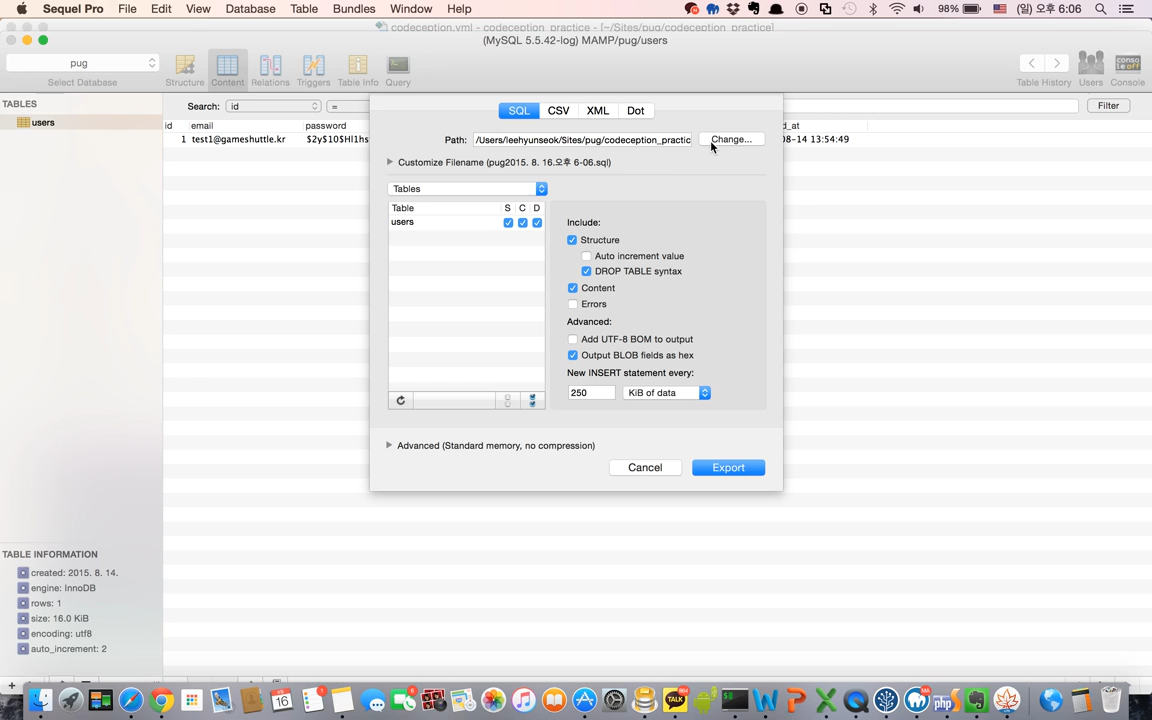 Sequel Pro File Edit View Database Table Bundles Window Help 98% (일) 오후 6:06
codeception.yml - codeception_practice - [~/Sites/pug/codeception_practice]
(MySQL 5.5.42-log) MAMP/pug/users
pug
Select Database Structure Content Relations Triggers Table Info Query Table History Users Console
conso
le off
TABLES
users
Search: id = Filter
id email password d_at
1 test1@gameshuttle.kr $2y$10$Hl1hs 08-14 13:54:49
SQL CSV XML Dot
Path: /Users/leehyunseok/Sites/pug/codeception_practic Change...
Customize Filename (pug2015. 8. 16.오후 6-06.sql)
Tables
Table S C D
users
Include:
Structure
Auto increment value
DROP TABLE syntax
Content
Errors
Advanced:
Add UTF-8 BOM to output
Output BLOB fields as hex
New INSERT statement every:
250 KiB of data
Advanced (Standard memory, no compression)
Cancel Export
TABLE INFORMATION
created: 2015. 8. 14.
engine: InnoDB
rows: 1
size: 16.0 KiB
encoding: utf8
auto_increment: 2
16 TALK php